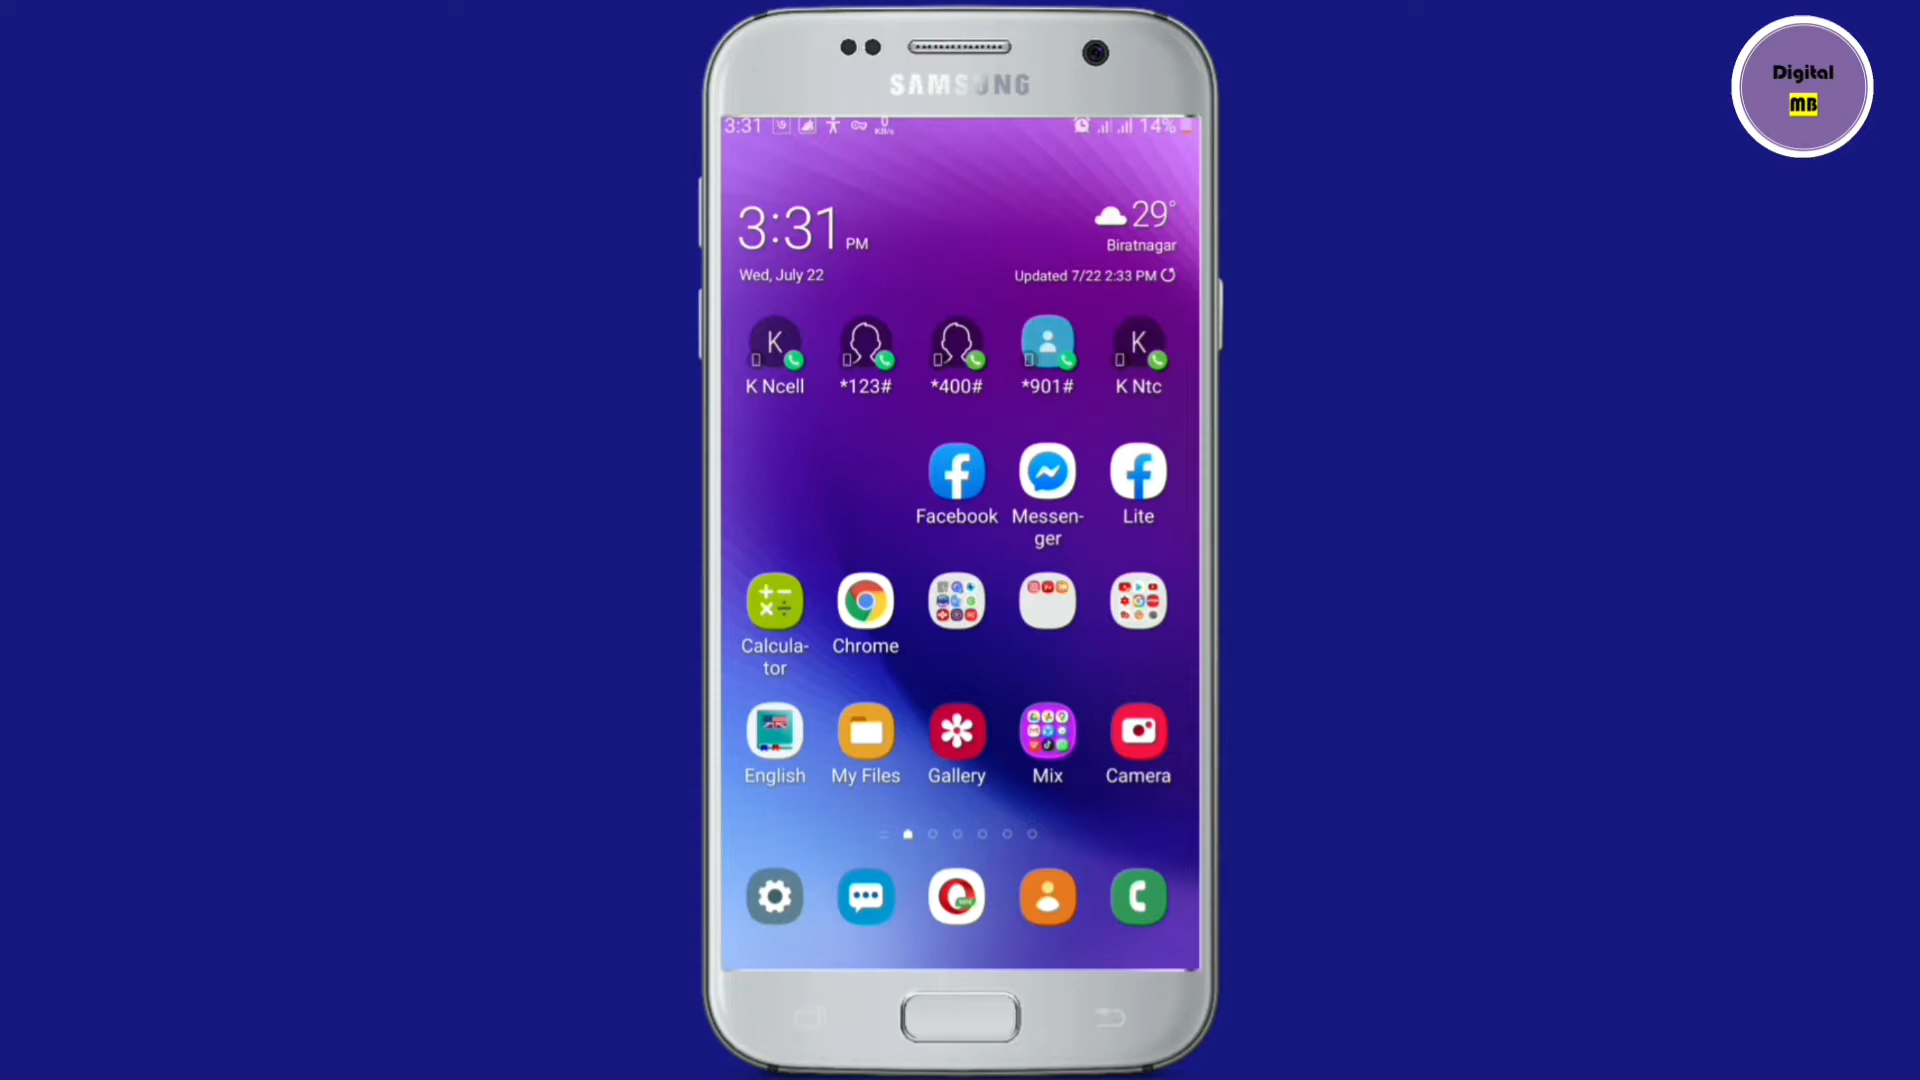 Digital
MB
SAMSUNG
3:31
0
KB/s
14%
3:31 PM
29°
Biratnagar
Wed, July 22
Updated 7/22 2:33 PM
K
K
K Ncell
*123#
*400#
*901#
K Ntc
Facebook
Messen-
ger
Lite
Calcula-
tor
Chrome
English
My Files
Gallery
Mix
Camera